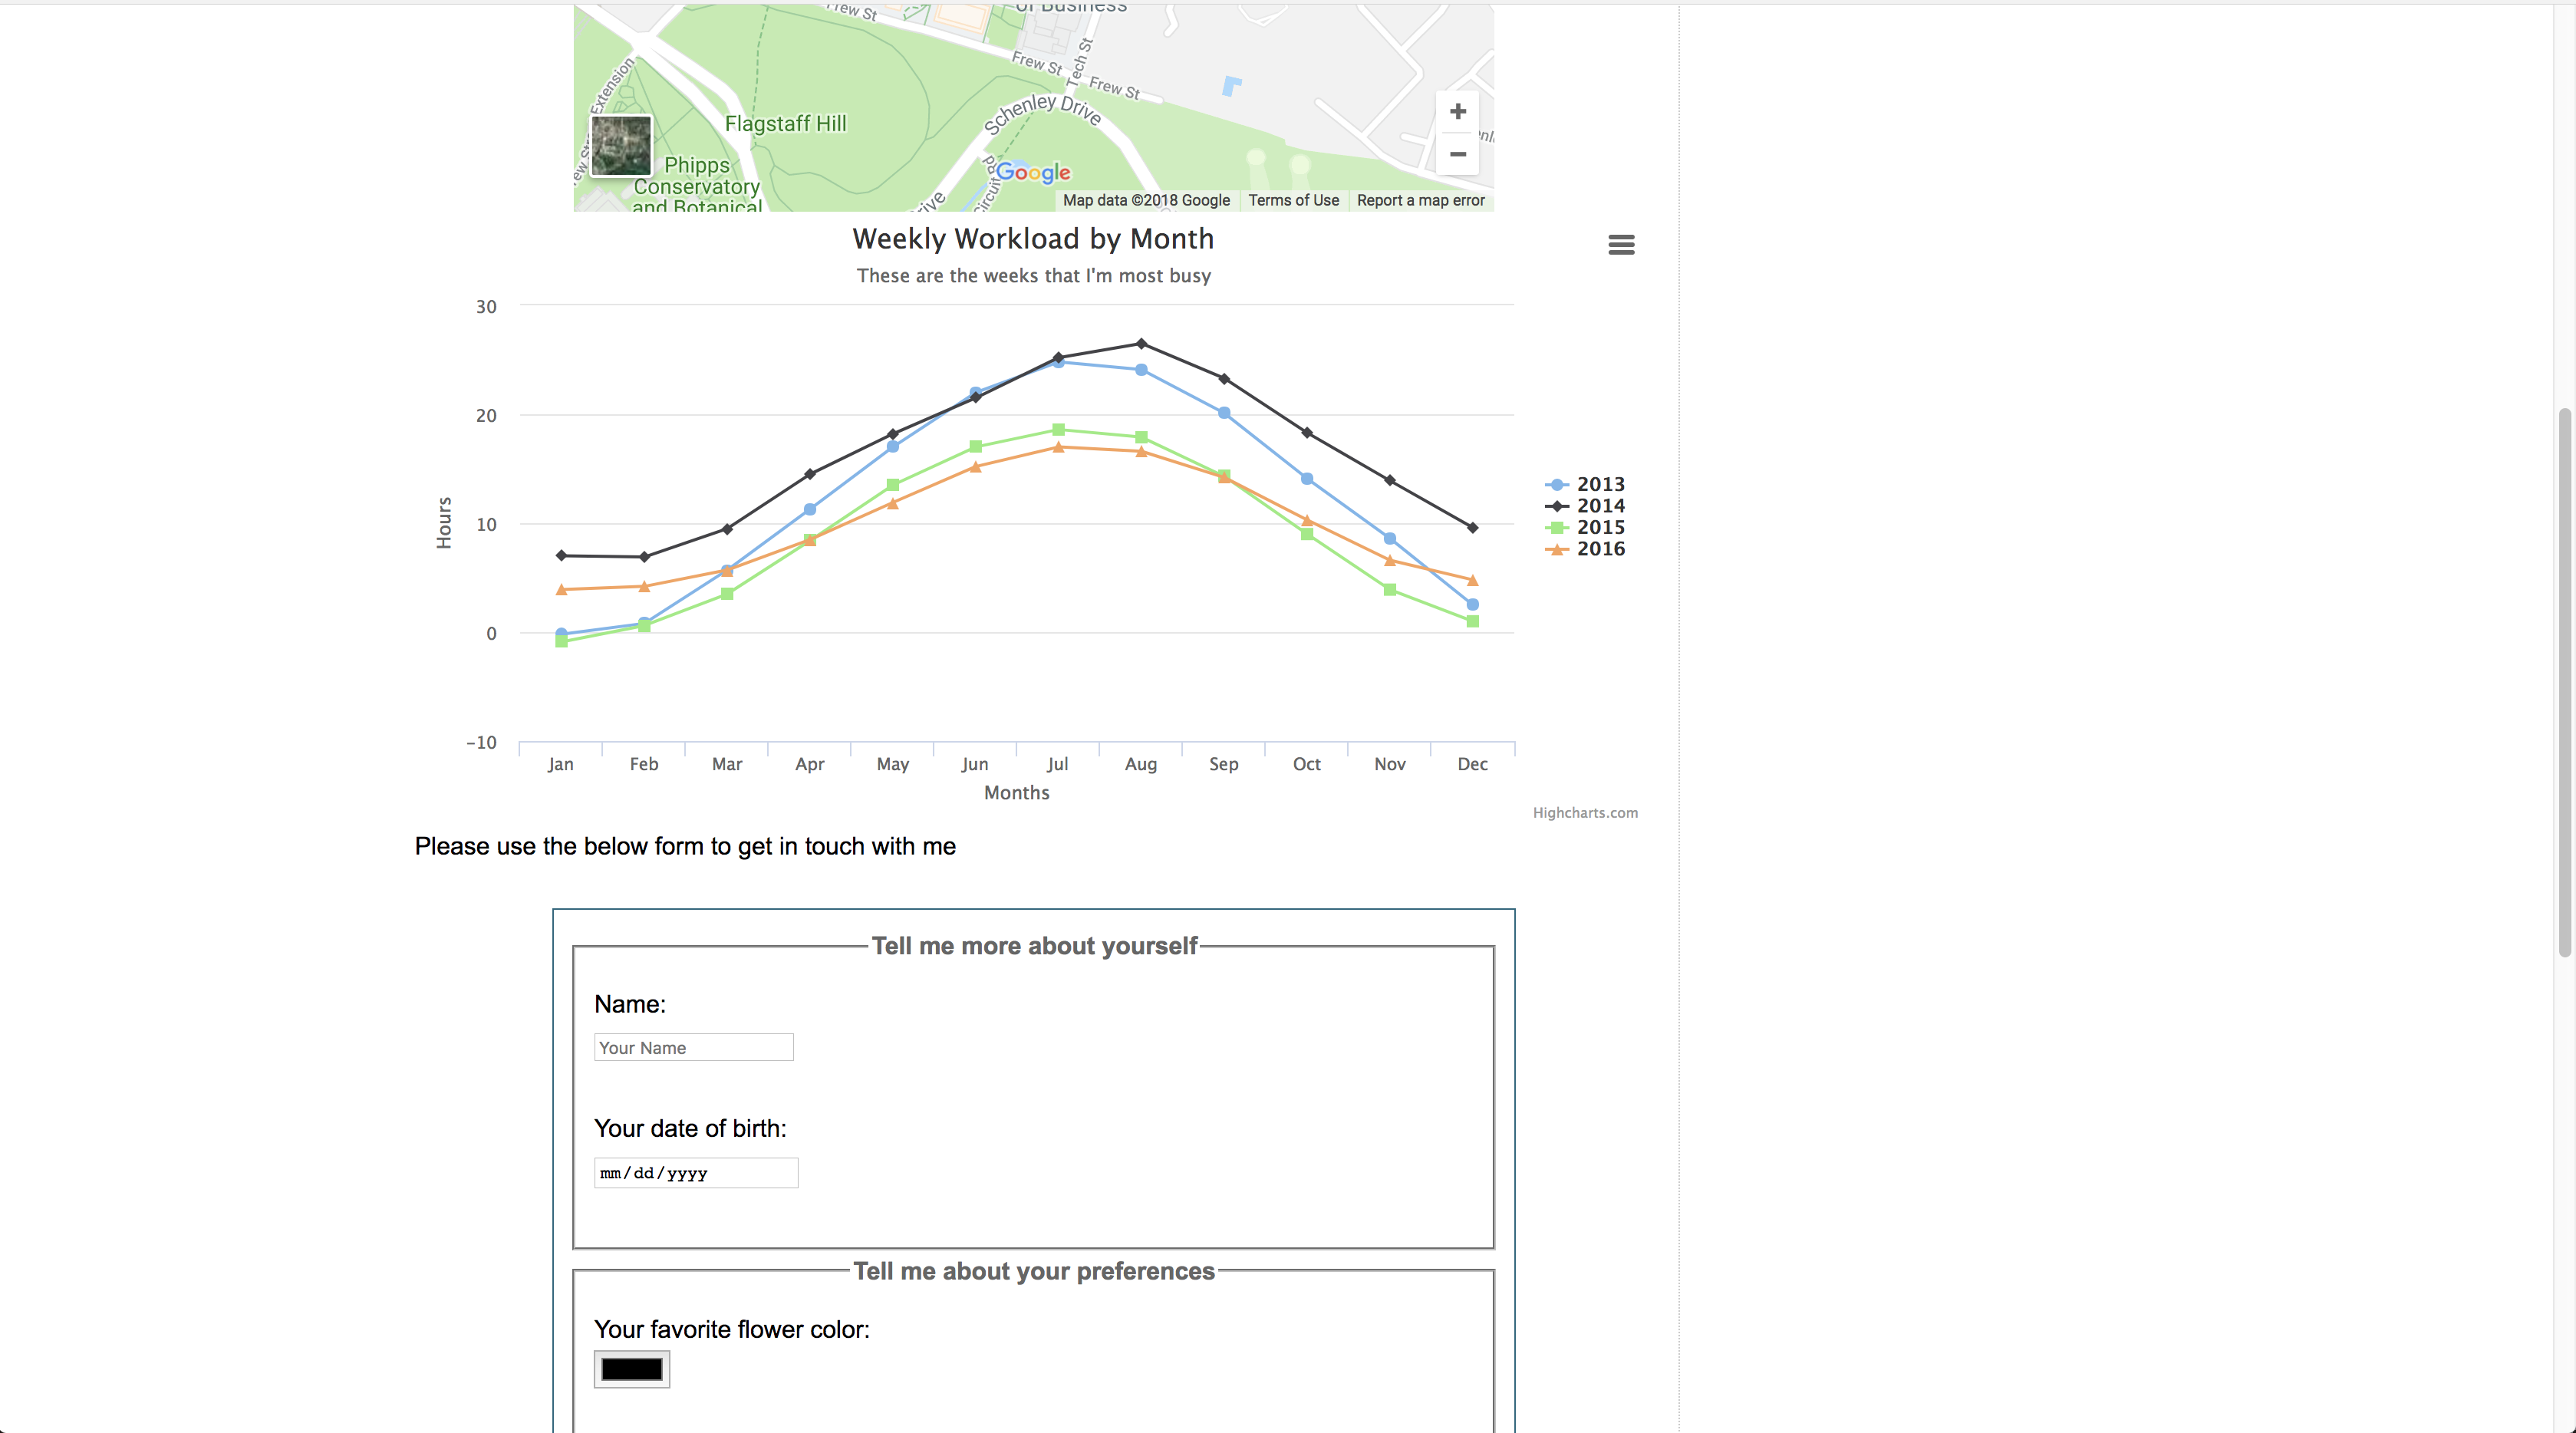 of Business
Frew St
Frew St
Tech St
Frew St
Extension
Schenley Drive
Flagstaff Hill
Phipps
Conservatory
and Botanical
Circuit Rd
Google
Map data ©2018 Google
Terms of Use
Report a map error
Weekly Workload by Month
These are the weeks that I'm most busy
30
20
10
0
-10
Hours
2013
2014
2015
2016
Jan Feb Mar Apr May Jun Jul Aug Sep Oct Nov Dec
Months
Highcharts.com
Please use the below form to get in touch with me
Tell me more about yourself
Name:
Your Name
Your date of birth:
mm/dd/yyyy
Tell me about your preferences
Your favorite flower color: